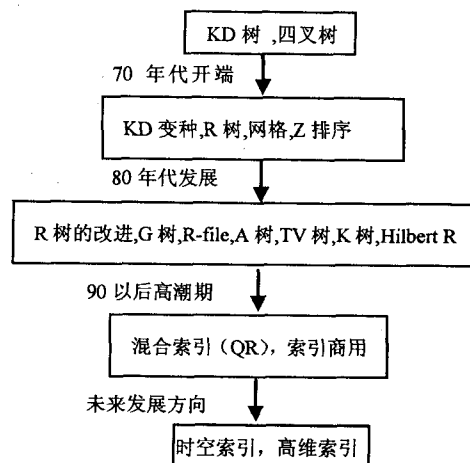 KD 树 ,四叉树
70 年代开端
KD 变种,R 树,网格,Z 排序
80 年代发展
R 树的改进,G 树,R-file,A 树,TV 树,K 树,Hilbert R
90 以后高潮期
混合索引（QR），索引商用
未来发展方向
时空索引，高维索引